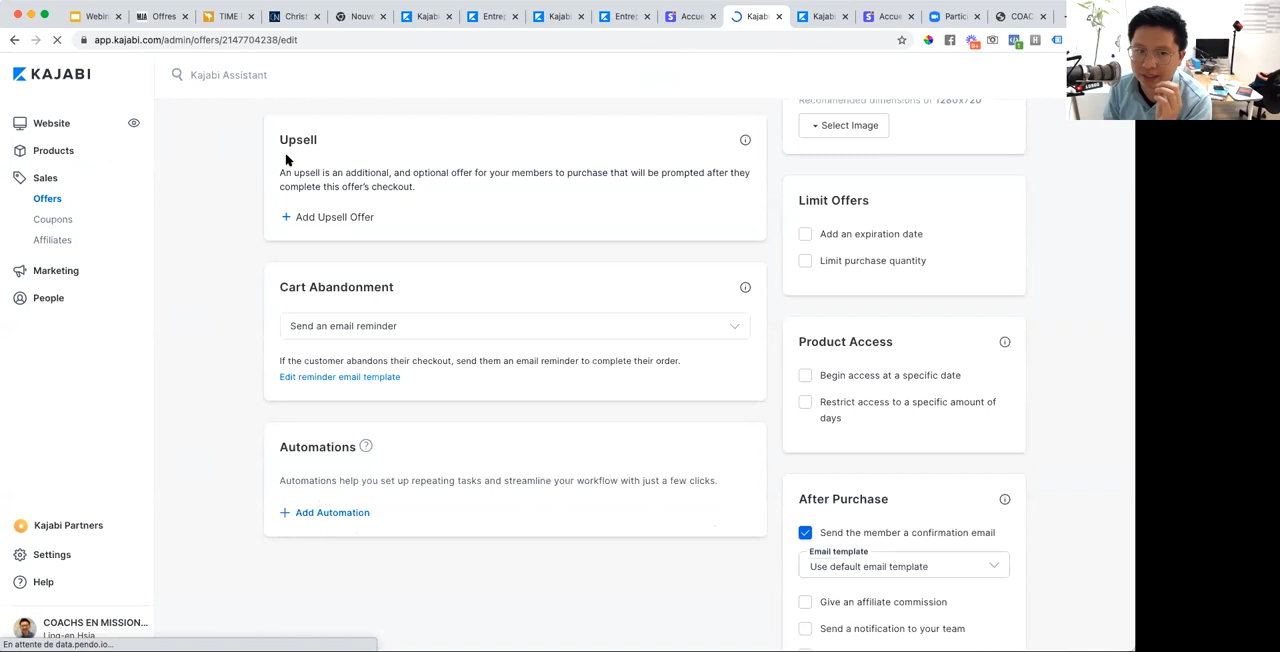 Webin
Offres
TIME
Christ
Nouve
Kajabi
Entrep
Kajabi
Entrep
Accue
Kajabi
Kajabi
Accue
Partic
COAC
app.kajabi.com/admin/offers/2147704238/edit
KAJABI
Kajabi Assistant
Website
Products
Sales
Offers
Coupons
Affiliates
Marketing
People
Kajabi Partners
Settings
Help
COACHS EN MISSION...
Ling-en Hsia
En attente de data.pendo.io...
Upsell
An upsell is an additional, and optional offer for your members to purchase that will be prompted after they
complete this offer's checkout.
+ Add Upsell Offer
Cart Abandonment
Send an email reminder
If the customer abandons their checkout, send them an email reminder to complete their order.
Edit reminder email template
Automations
Automations help you set up repeating tasks and streamline your workflow with just a few clicks.
+ Add Automation
Recommended dimensions of 1280x720
Select Image
Limit Offers
Add an expiration date
Limit purchase quantity
Product Access
Begin access at a specific date
Restrict access to a specific amount of
days
After Purchase
Send the member a confirmation email
Email template
Use default email template
Give an affiliate commission
Send a notification to your team